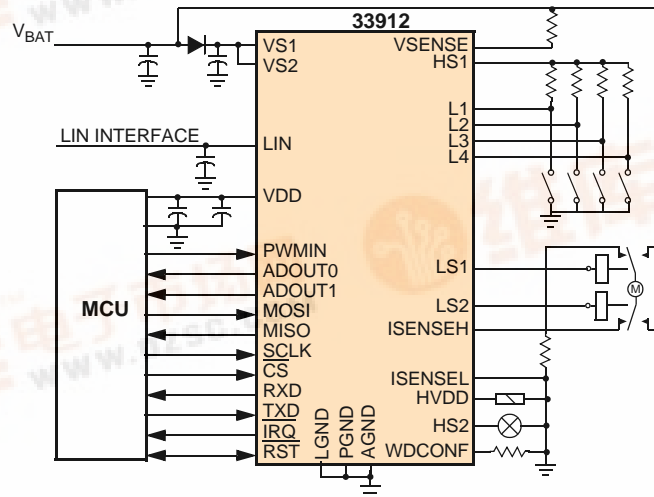 33912
VBAT
VS1
VS2
VSENSE
HS1
L1
L2
L3
L4
LIN INTERFACE
LIN
VDD
MCU
PWMIN
ADOUT0
ADOUT1
MOSI
MISO
SCLK
CS
RXD
TXD
IRQ
RST
LS1
LS2
M
ISENSEH
ISENSEL
HVDD
HS2
WDCONF
LGND
PGND
AGND